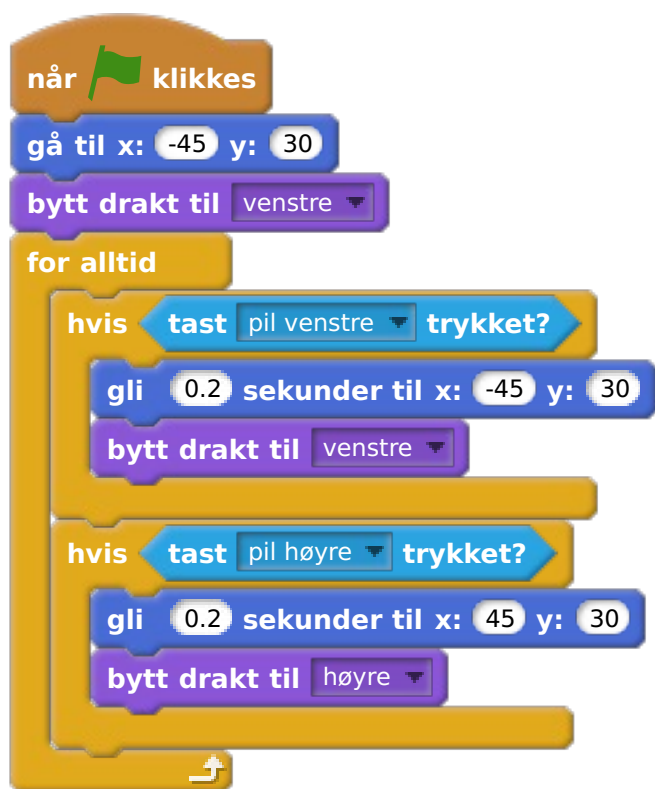 når klikkes
gå til x: -45 y: 30
bytt drakt til venstre
for alltid
hvis tast pil venstre trykket?
gli 0.2 sekunder til x: -45 y: 30
bytt drakt til venstre
hvis tast pil høyre trykket?
gli 0.2 sekunder til x: 45 y: 30
bytt drakt til høyre